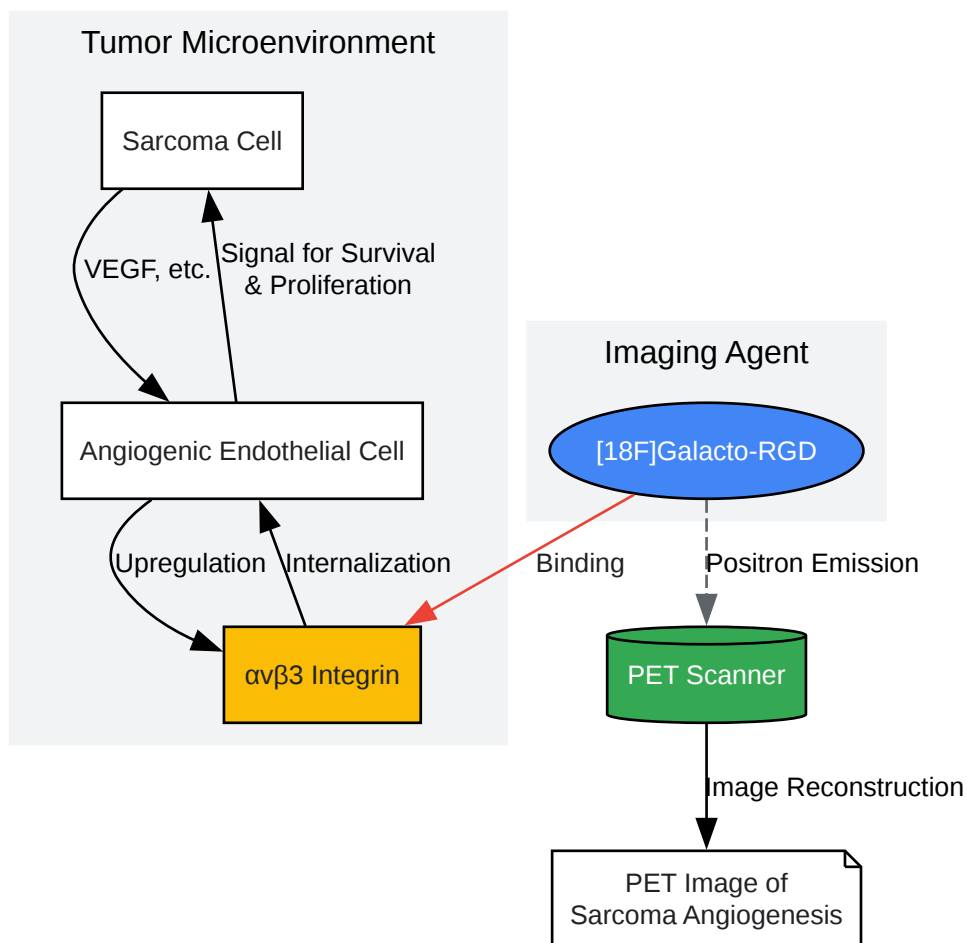 Tumor Microenvironment
Sarcoma Cell
VEGF, etc.
Signal for Survival
& Proliferation
Imaging Agent
Angiogenic Endothelial Cell
[18F]Galacto-RGD
Upregulation
Internalization
Binding
Positron Emission
αvβ3 Integrin
PET Scanner
Image Reconstruction
PET Image of
Sarcoma Angiogenesis